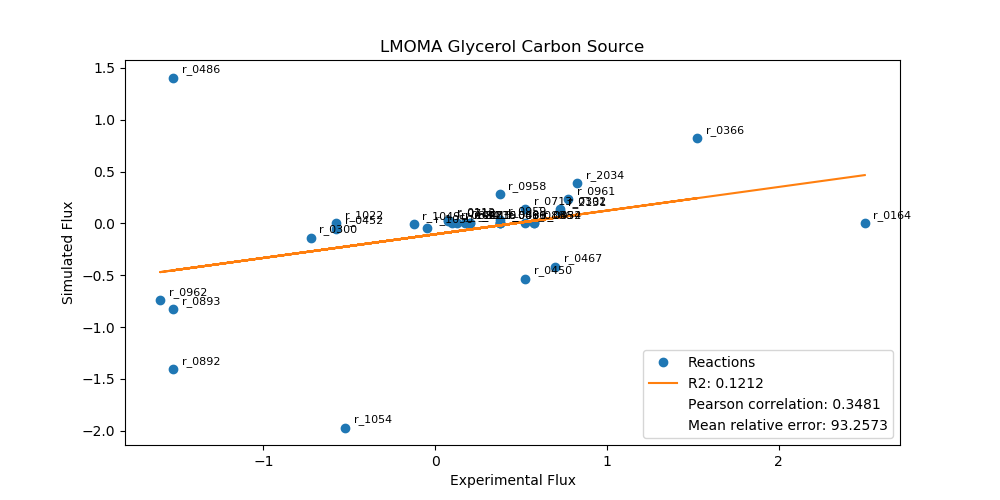 LMOMA Glycerol Carbon Source
1.5
1.0
0.5
0.0
−0.5
−1.0
−1.5
−2.0
Simulated Flux
r_0486
r_0366
r_2034
r_0958
r_0961
r_1022
r_0452
r_0300
r_0164
r_0467
r_0450
r_0962
r_0893
r_0892
r_1054
Reactions
R2: 0.1212
Pearson correlation: 0.3481
Mean relative error: 93.2573
−1
0
1
2
Experimental Flux